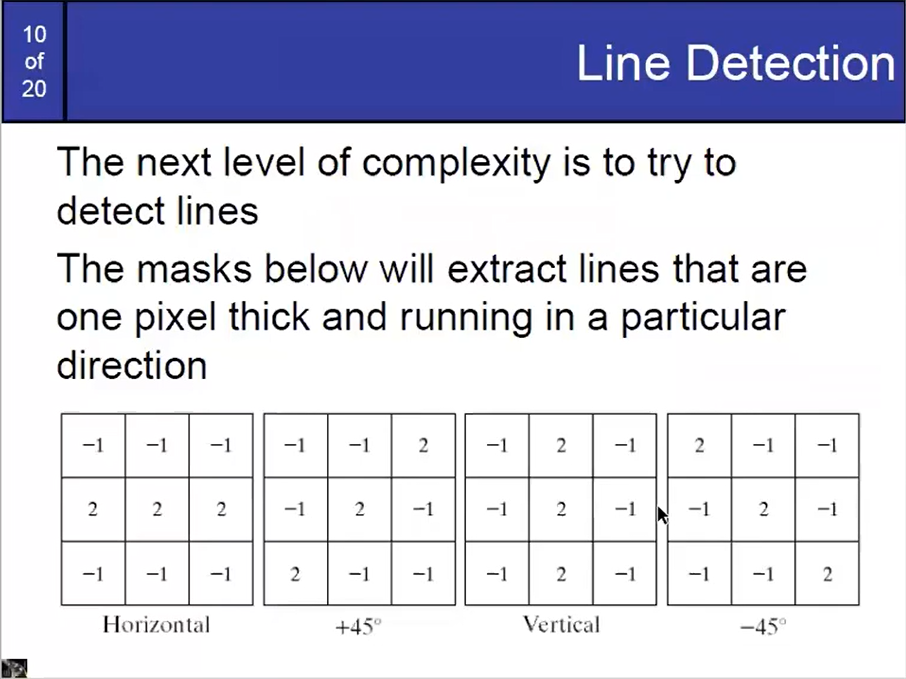 10
of
20
Line Detection
The next level of complexity is to try to
detect lines
The masks below will extract lines that are
one pixel thick and running in a particular
direction
−1 −1 −1 −1 −1 2 −1 2 −1 2 −1 −1
2 2 2 −1 2 −1 −1 2 −1 −1 2 −1
−1 −1 −1 2 −1 −1 −1 2 −1 −1 −1 2
Horizontal +45° Vertical −45°